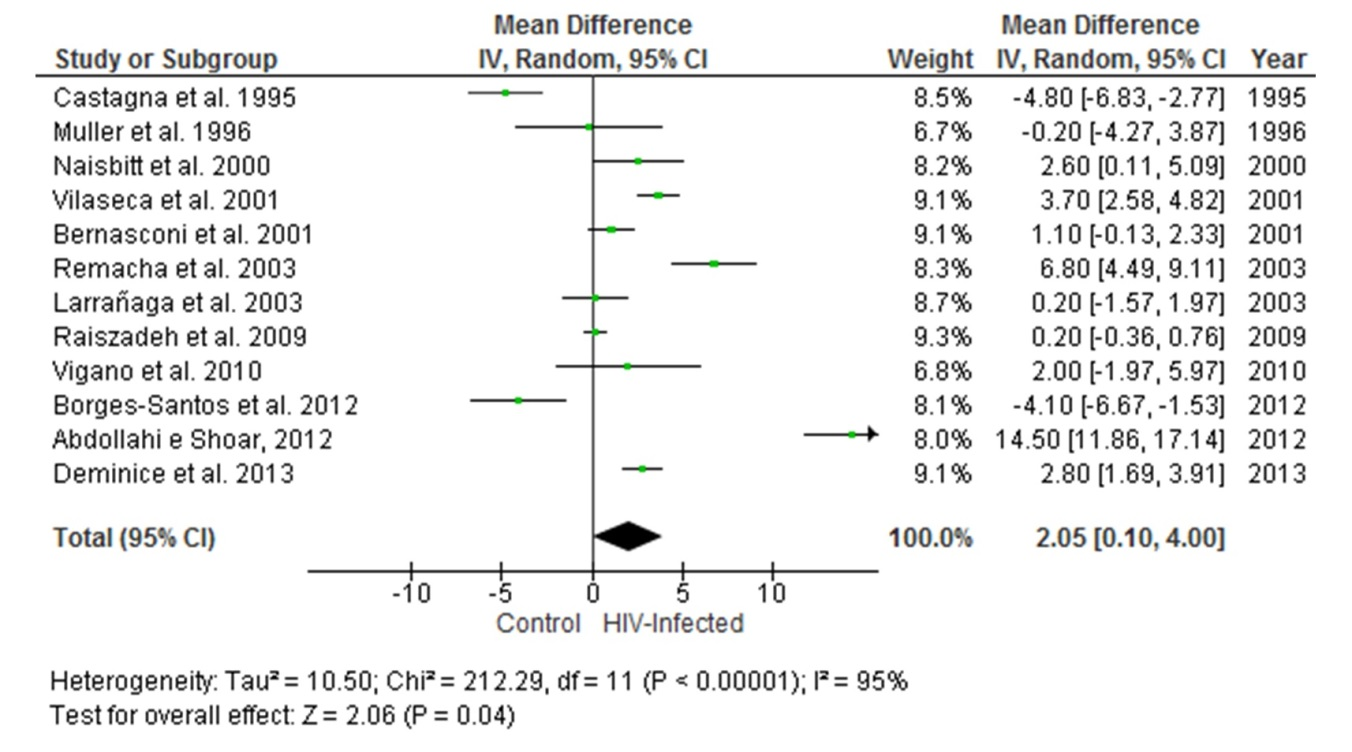 Mean Difference Mean Difference
Study or Subgroup IV, Random, 95% CI Weight IV, Random, 95% CI Year
Castagna et al. 1995 8.5% -4.80 [-6.83, -2.77] 1995
Muller et al. 1996 6.7% -0.20 [-4.27, 3.87] 1996
Naisbitt et al. 2000 8.2% 2.60 [0.11, 5.09] 2000
Vilaseca et al. 2001 9.1% 3.70 [2.58, 4.82] 2001
Bernasconi et al. 2001 9.1% 1.10 [-0.13, 2.33] 2001
Remacha et al. 2003 8.3% 6.80 [4.49, 9.11] 2003
Larrañaga et al. 2003 8.7% 0.20 [-1.57, 1.97] 2003
Raiszadeh et al. 2009 9.3% 0.20 [-0.36, 0.76] 2009
Vigano et al. 2010 6.8% 2.00 [-1.97, 5.97] 2010
Borges-Santos et al. 2012 8.1% -4.10 [-6.67, -1.53] 2012
Abdollahi e Shoar, 2012 8.0% 14.50 [11.86, 17.14] 2012
Deminice et al. 2013 9.1% 2.80 [1.69, 3.91] 2013
Total (95% CI) 100.0% 2.05 [0.10, 4.00]
-10 -5 0 5 10
Control HIV-Infected
Heterogeneity: Tau² = 10.50; Chi² = 212.29, df = 11 (P < 0.00001); I² = 95%
Test for overall effect: Z = 2.06 (P = 0.04)